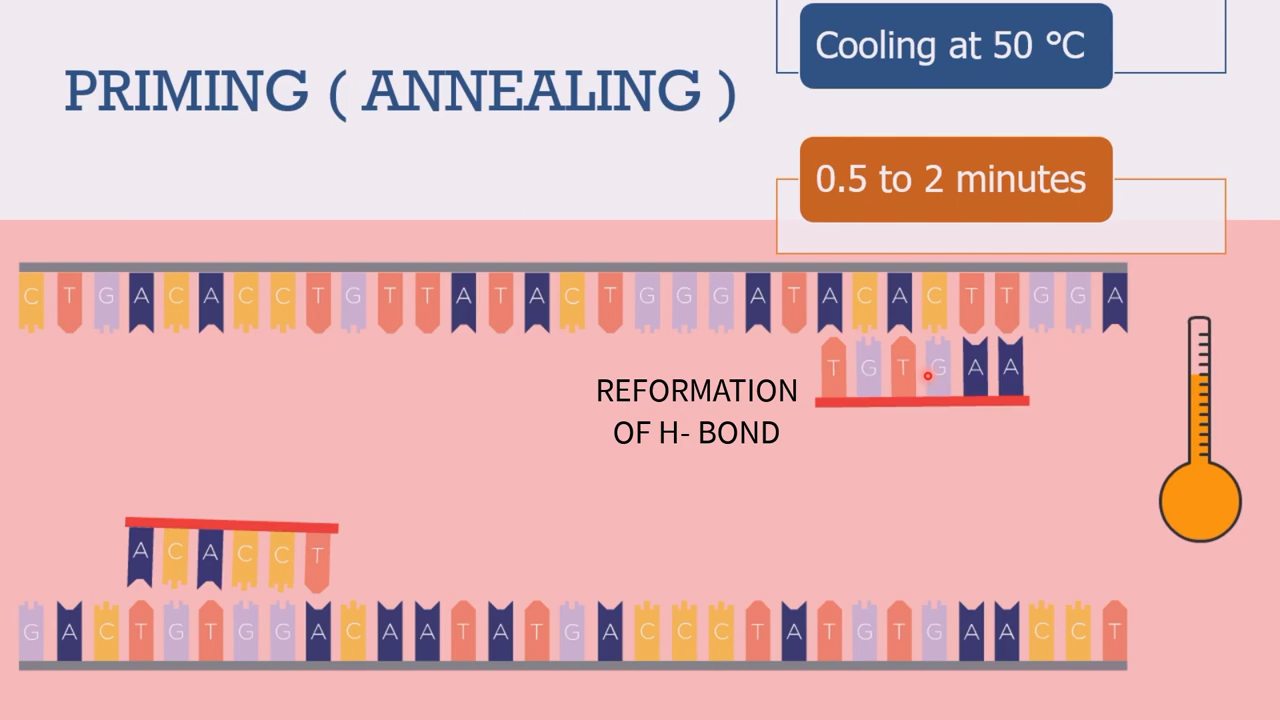 PRIMING ( ANNEALING )
Cooling at 50 °C
0.5 to 2 minutes
C T G A C A C C T G T T A T A C T G G G A T A C A C T T G G A
T G T G A A
REFORMATION
OF H- BOND
A C A C C T
G A C T G T G G A C A A T A T G A C C C T A T G T G A A C C T